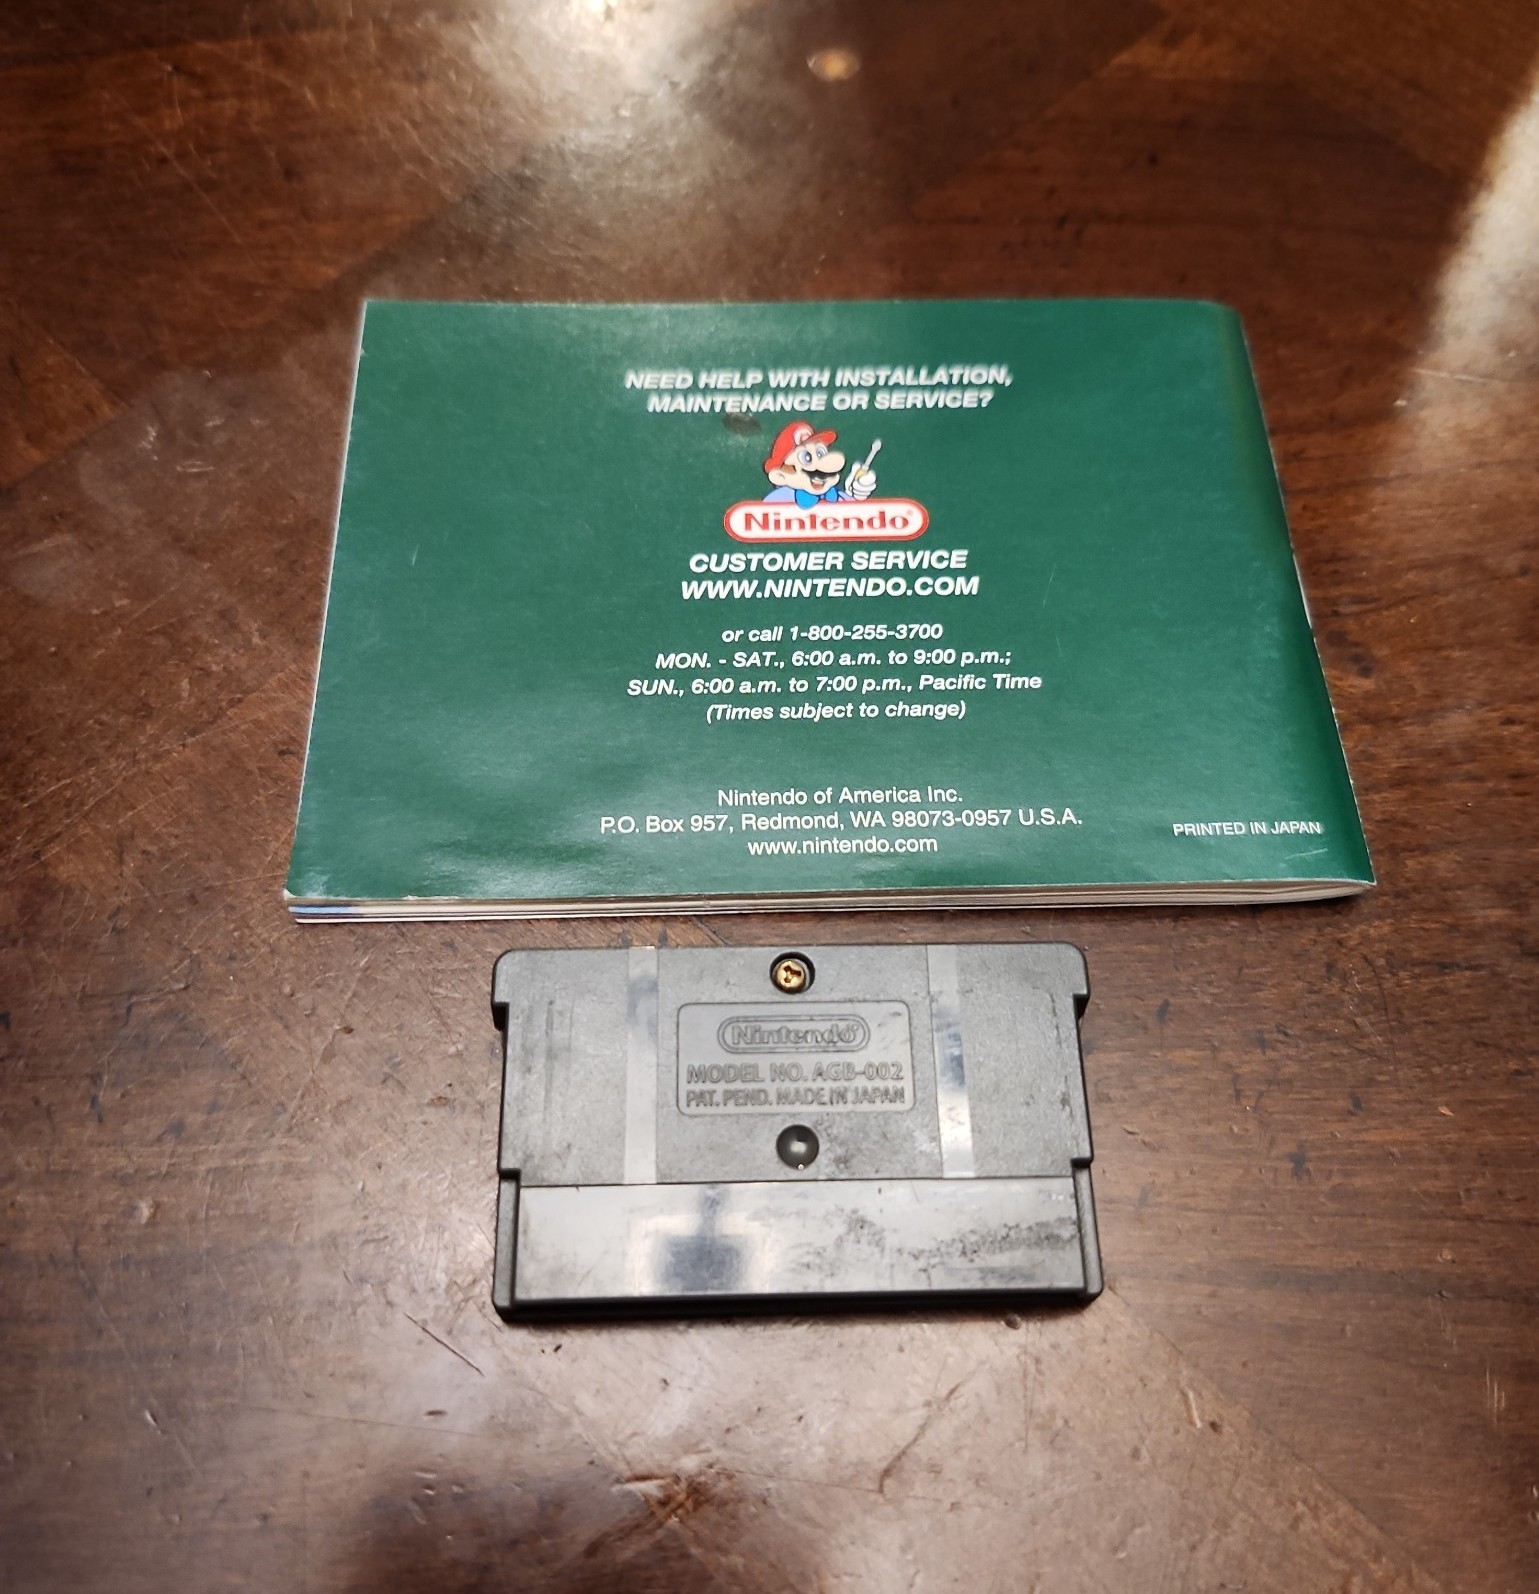 NEED HELP WITH INSTALLATION,
MAINTENANCE OR SERVICE?
Nintendo®
CUSTOMER SERVICE
WWW.NINTENDO.COM
or call 1-800-255-3700
MON. - SAT., 6:00 a.m. to 9:00 p.m.;
SUN., 6:00 a.m. to 7:00 p.m., Pacific Time
(Times subject to change)
Nintendo of America Inc.
P.O. Box 957, Redmond, WA 98073-0957 U.S.A.
www.nintendo.com
PRINTED IN JAPAN
Nintendo®
MODEL NO. AGB-002
PAT. PEND. MADE IN JAPAN